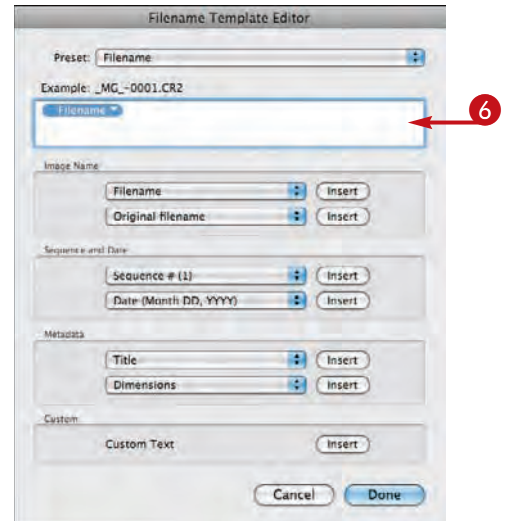 Filename Template Editor
Preset: Filename
Example: _MG_-0001.CR2
Filename
6
Image Name
Filename Insert
Original filename Insert
Sequence and Date
Sequence # (1) Insert
Date (Month DD, YYYY) Insert
Metadata
Title Insert
Dimensions Insert
Custom
Custom Text Insert
Cancel Done